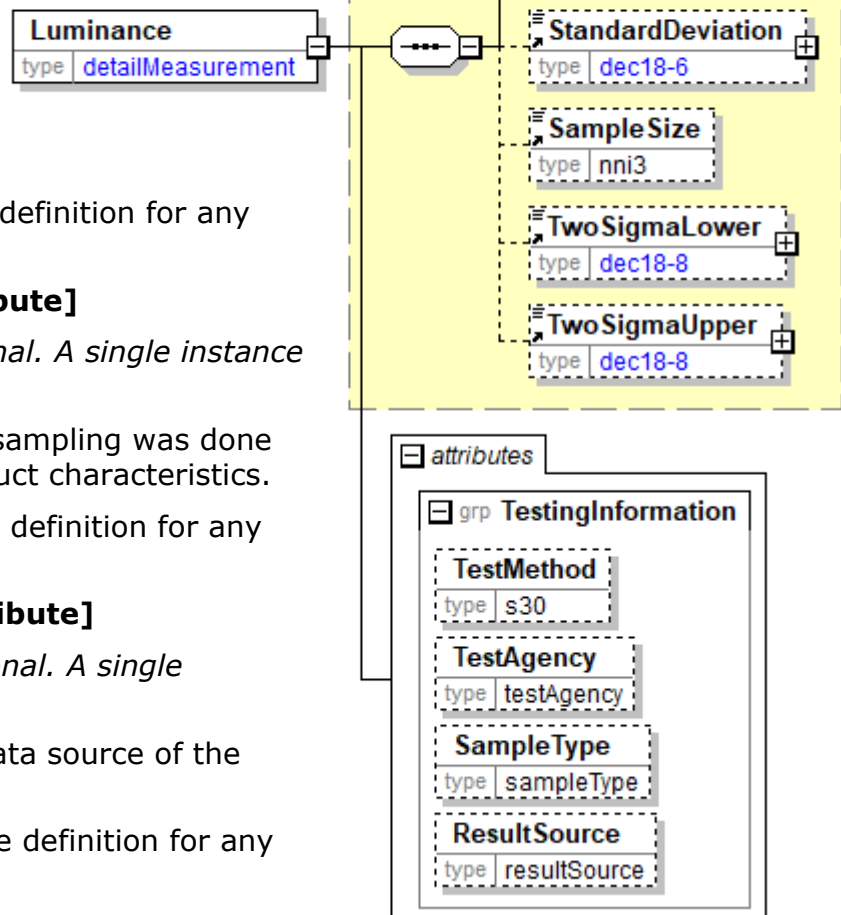 Luminance
type detailMeasurement
StandardDeviation
type dec18-6
SampleSize
type nni3
TwoSigmaLower
type dec18-8
TwoSigmaUpper
type dec18-8
attributes
grp TestingInformation
TestMethod
type s30
TestAgency
type testAgency
SampleType
type sampleType
ResultSource
type resultSource
definition for any
bute]
nal. A single instance
sampling was done
uct characteristics.
definition for any
ibute]
onal. A single
ata source of the
e definition for any